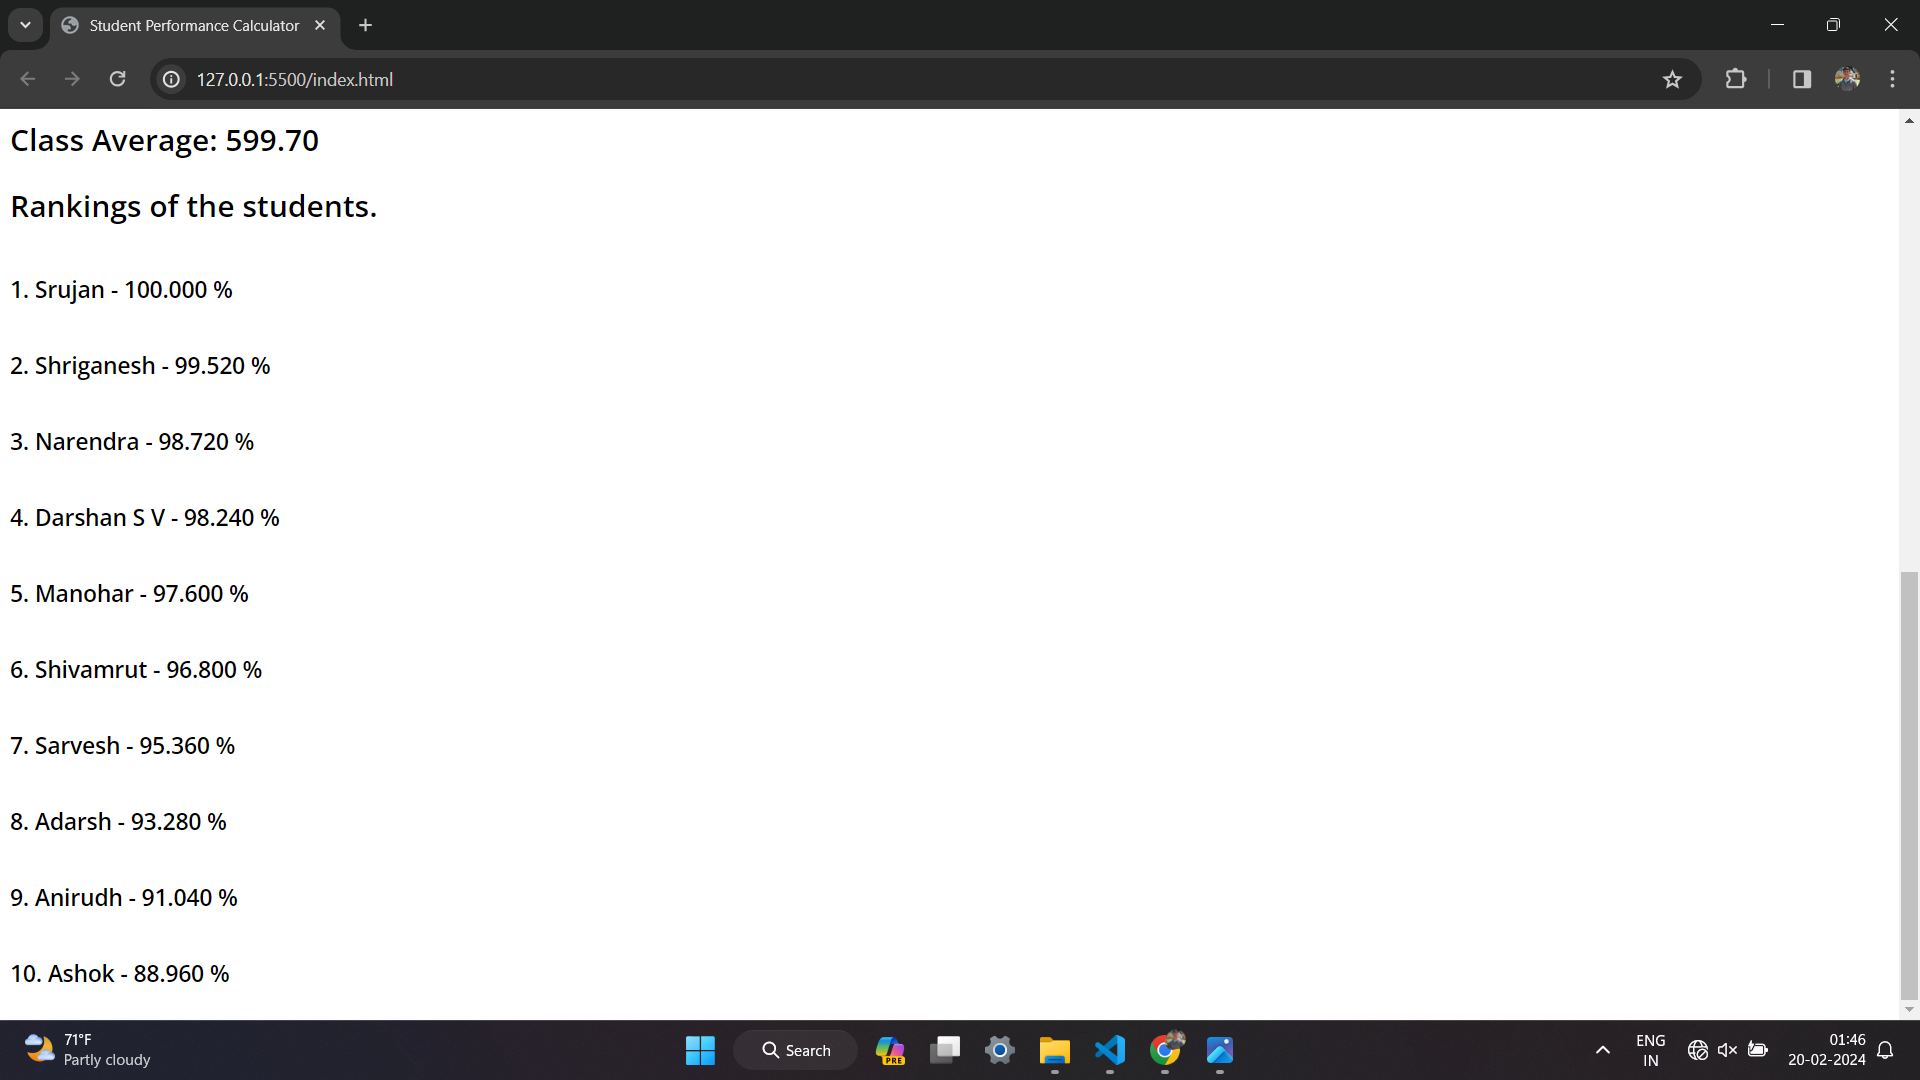 Student Performance Calculator
127.0.0.1:5500/index.html
Class Average: 599.70
Rankings of the students.
1. Srujan - 100.000 %
2. Shriganesh - 99.520 %
3. Narendra - 98.720 %
4. Darshan S V - 98.240 %
5. Manohar - 97.600 %
6. Shivamrut - 96.800 %
7. Sarvesh - 95.360 %
8. Adarsh - 93.280 %
9. Anirudh - 91.040 %
10. Ashok - 88.960 %
71°F
Partly cloudy
Search
PRE
ENG
IN
01:46
20-02-2024